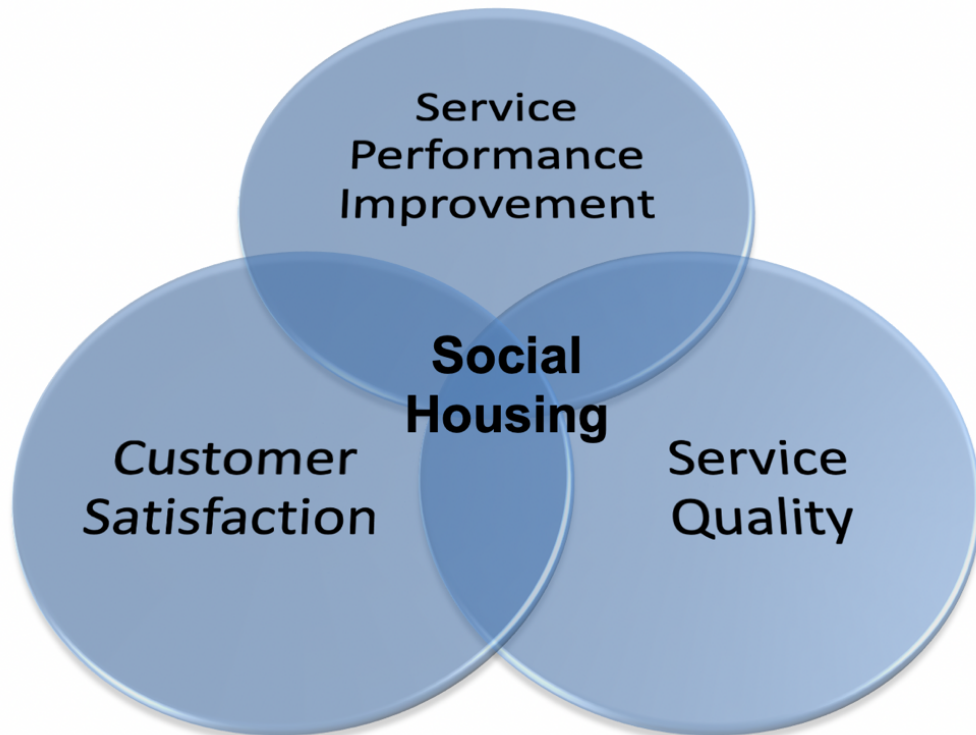 Service
Performance
Improvement
Social
Housing
Customer
Satisfaction
Service
Quality